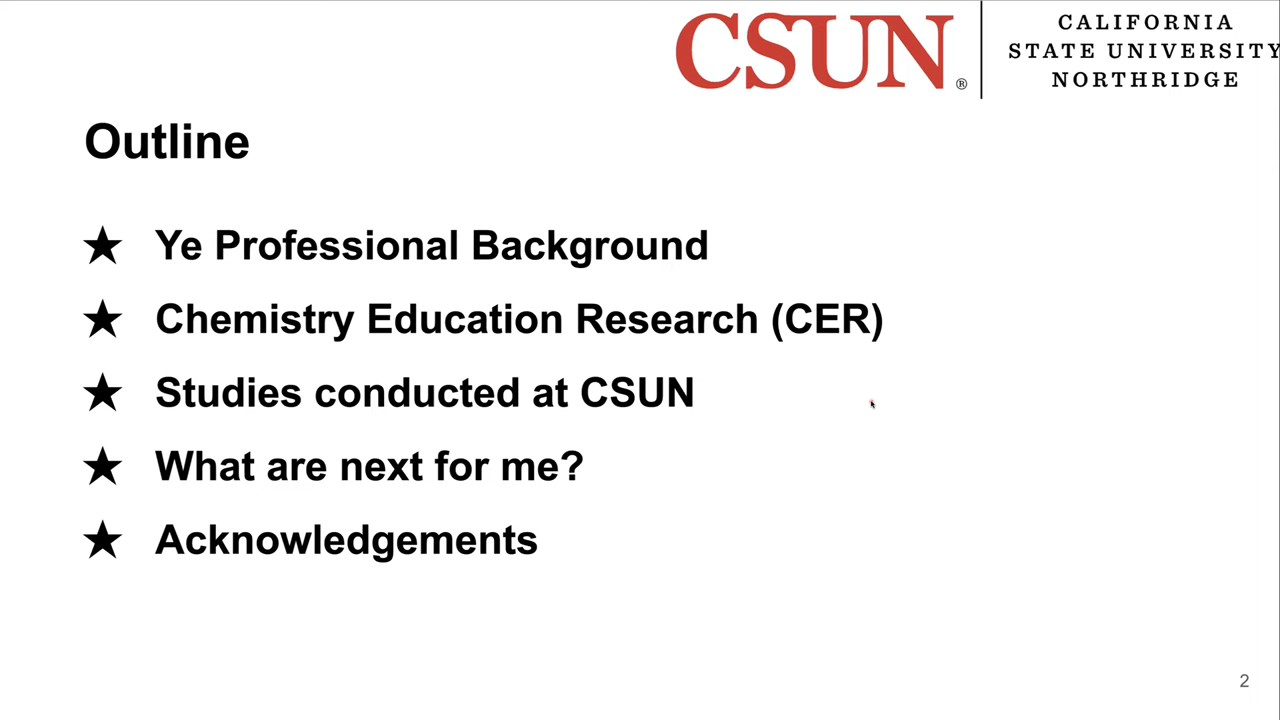 CSUN®
CALIFORNIA
STATE UNIVERSITY
NORTHRIDGE
Outline
★ Ye Professional Background
★ Chemistry Education Research (CER)
★ Studies conducted at CSUN
★ What are next for me?
★ Acknowledgements
2